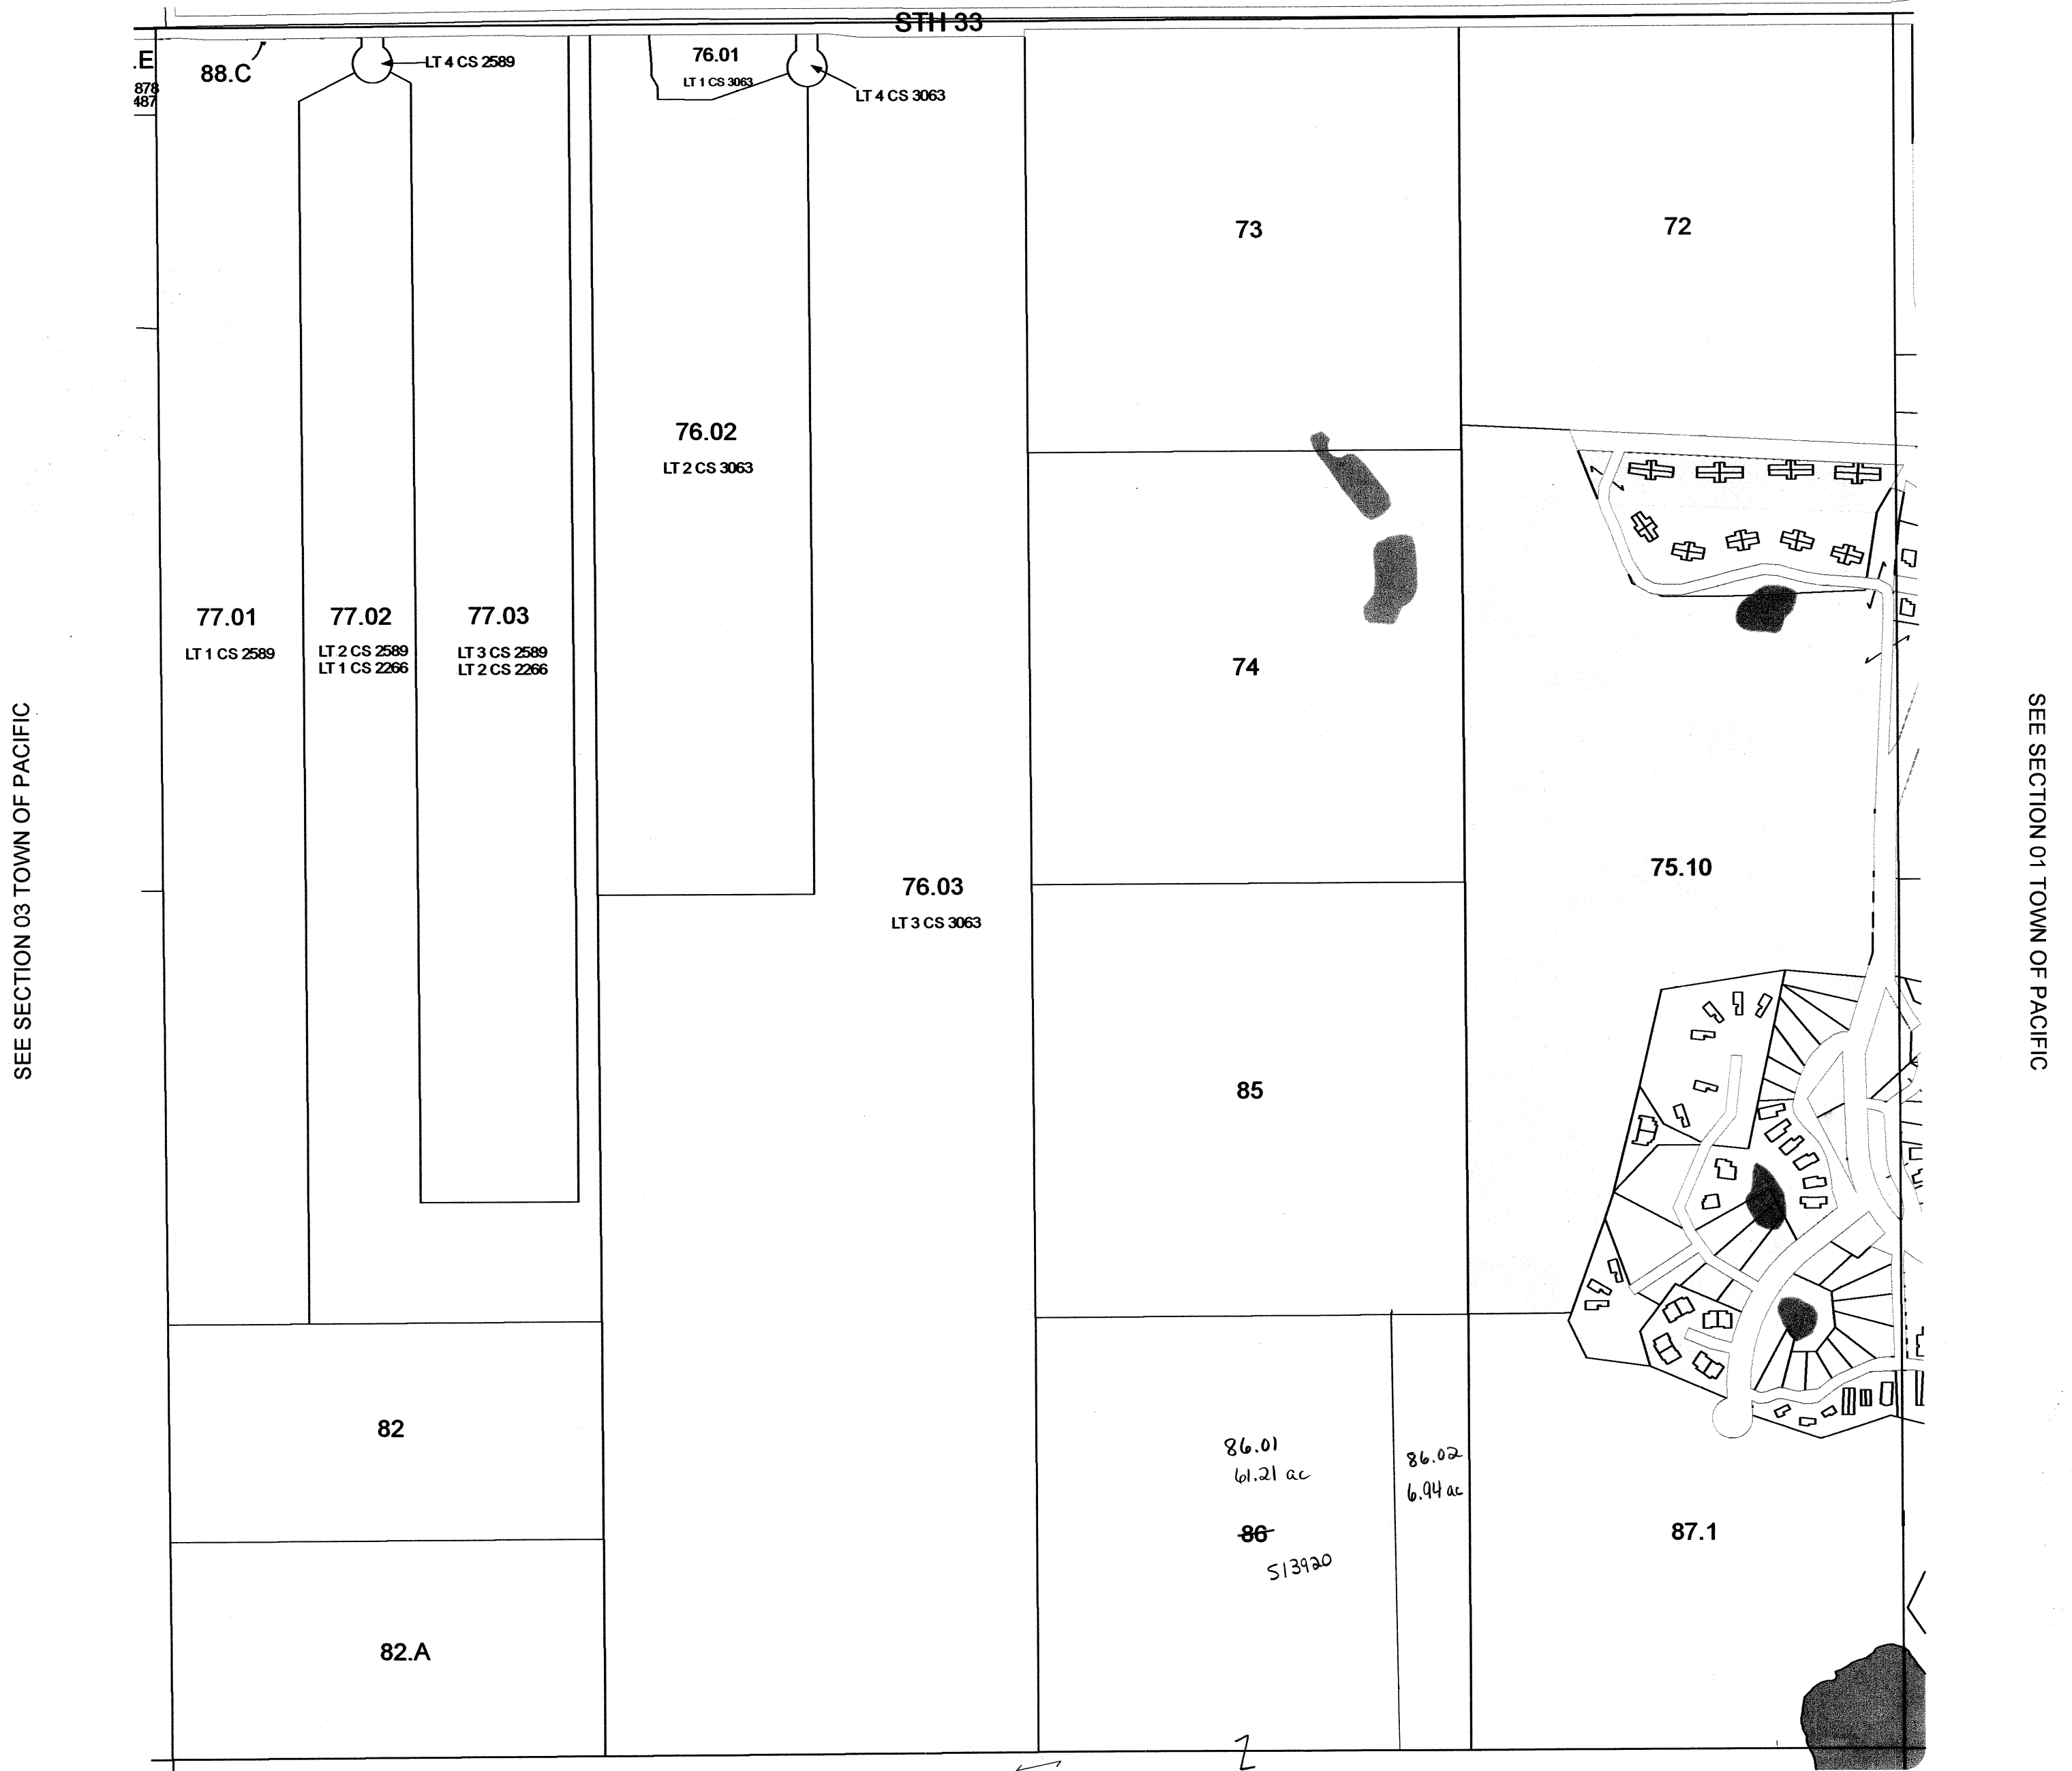 STH 33
.E
878
487
88.C
LT 4 CS 2589
76.01
LT 1 CS 3063
LT 4 CS 3063
73
72
76.02
LT 2 CS 3063
77.01
LT 1 CS 2589
77.02
LT 2 CS 2589
LT 1 CS 2266
77.03
LT 3 CS 2589
LT 2 CS 2266
74
SEE SECTION 03 TOWN OF PACIFIC
SEE SECTION 01 TOWN OF PACIFIC
76.03
LT 3 CS 3063
75.10
85
82
86.01
61.21 ac
86.02
6.94 ac
86
513920
87.1
82.A